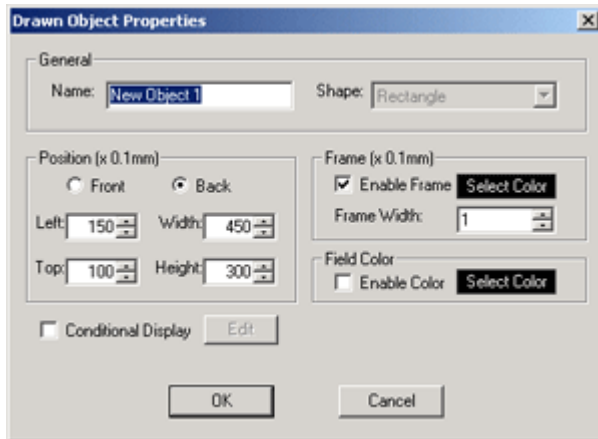 Drawn Object Properties
General
Name: New Object 1 Shape: Rectangle
Position (x 0.1mm)
Front Back
Left: 150 Width: 450
Top: 100 Height: 300
Frame (x 0.1mm)
Enable Frame Select Color
Frame Width: 1
Field Color
Enable Color Select Color
Conditional Display Edit
OK Cancel